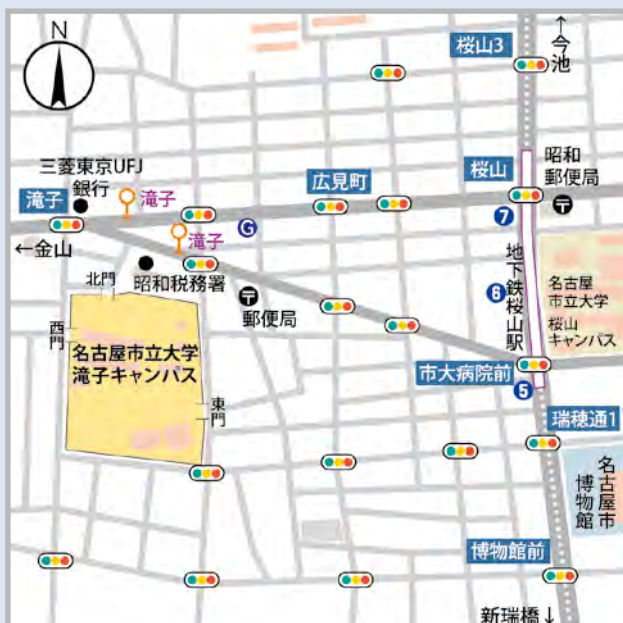 N
↑今池
桜山3
三菱東京UFJ
銀行
滝子
滝子
広見町
桜山
昭和
郵便局
〒
7
G
滝子
←金山
昭和税務署
〒
郵便局
北門
西門
名古屋市立大学
滝子キャンパス
東門
地下鉄桜山駅
6
名古屋
市立大学
桜山
キャンパス
市大病院前
5
瑞穂通1
名古屋市
博物館
博物館前
新瑞橋↓